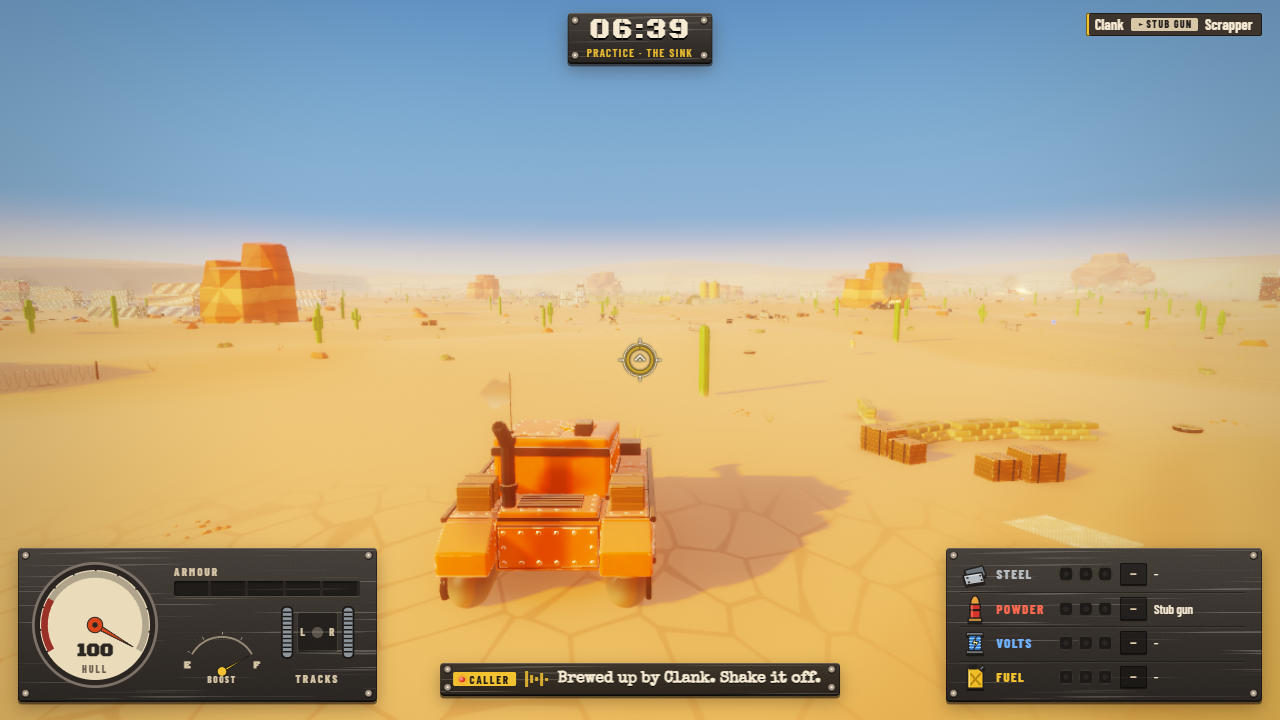 06:39
PRACTICE - THE SINK
Clank STUB GUN Scrapper
ARMOUR
100
HULL
E F
BOOST
L R
TRACKS
CALLER Brewed up by Clank. Shake it off.
STEEL - -
POWDER - Stub gun
VOLTS - -
FUEL - -